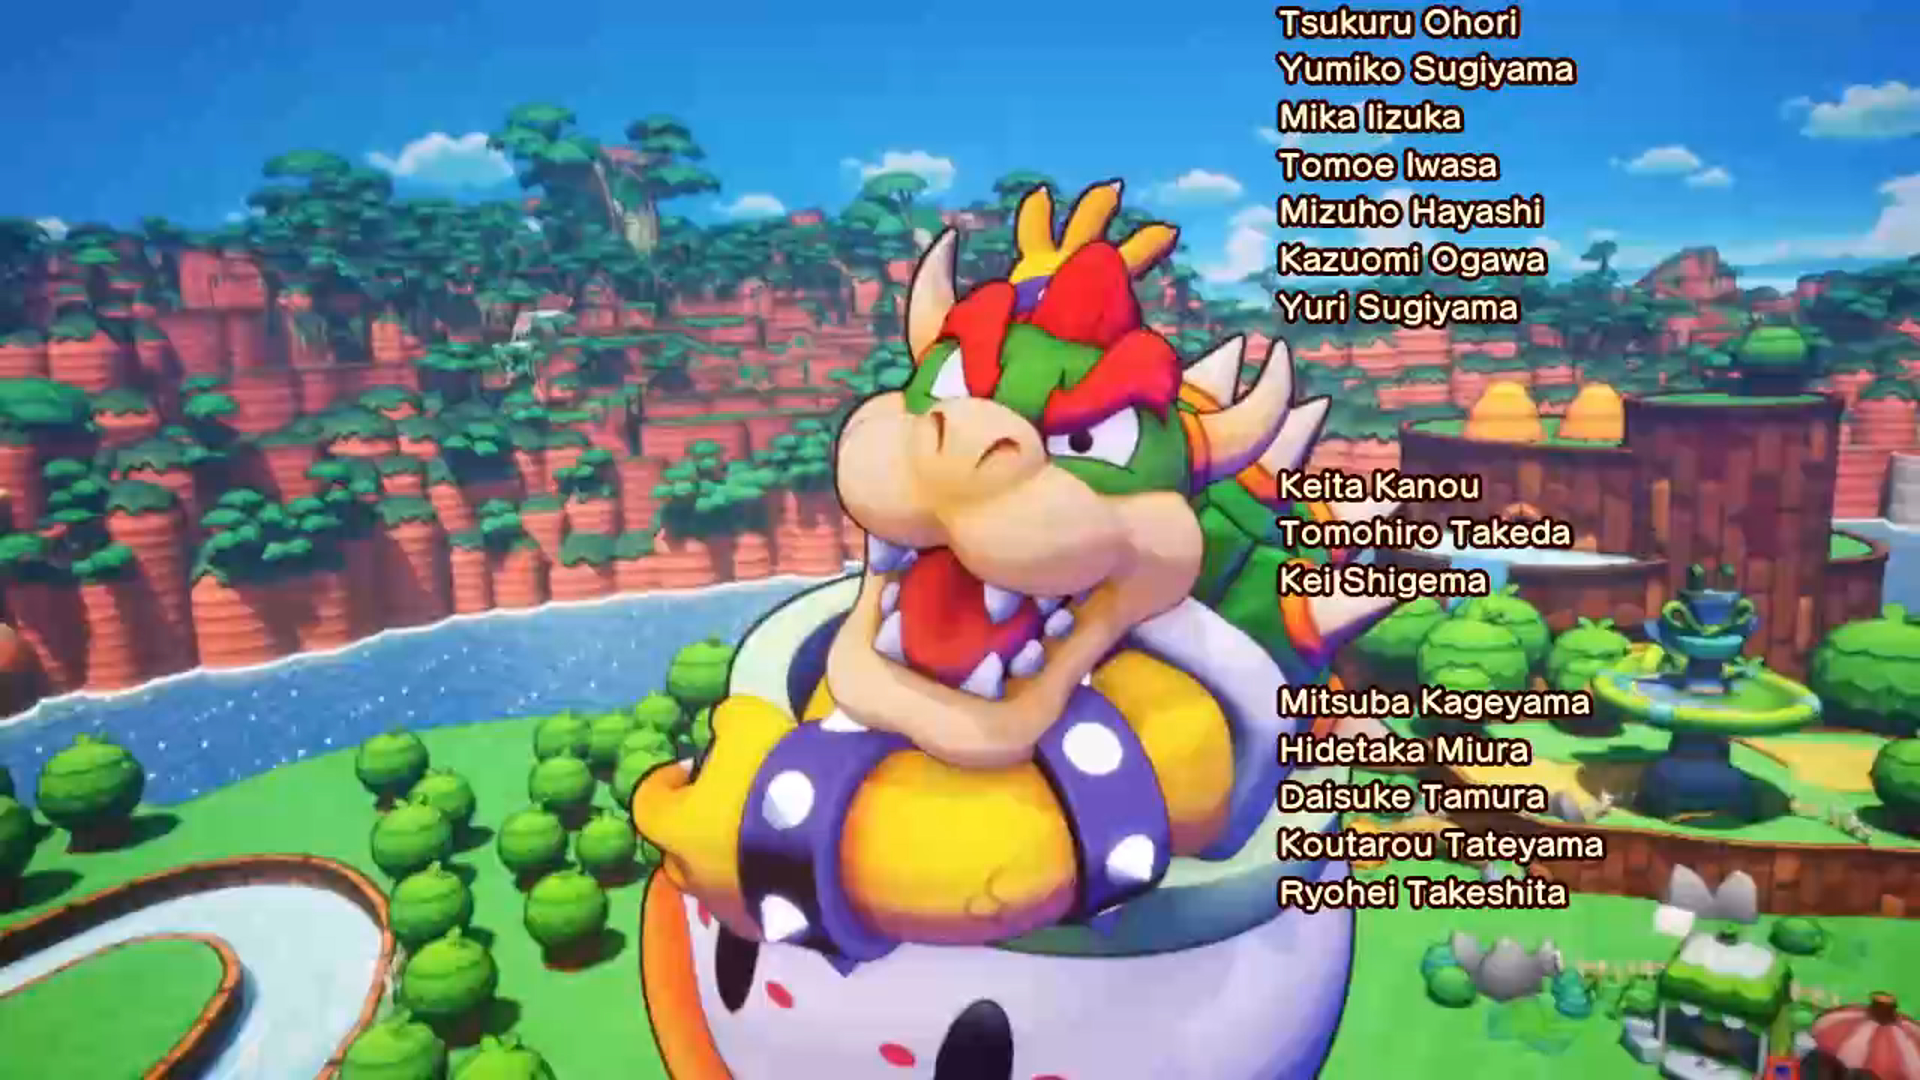 Tsukuru Ohori
Yumiko Sugiyama
Mika Iizuka
Tomoe Iwasa
Mizuho Hayashi
Kazuomi Ogawa
Yuri Sugiyama
Keita Kanou
Tomohiro Takeda
Kei Shigema
Mitsuba Kageyama
Hidetaka Miura
Daisuke Tamura
Koutarou Tateyama
Ryohei Takeshita